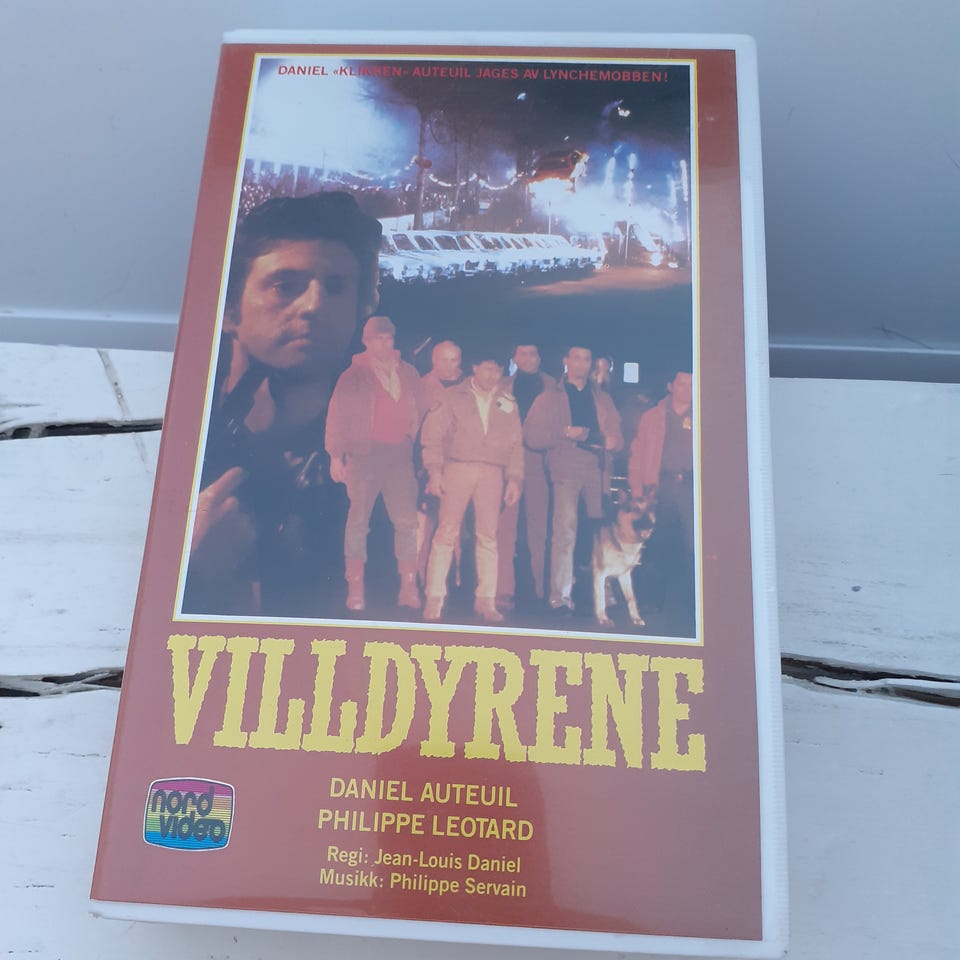 DANIEL «KLIKKEN» AUTEUIL JAGES AV LYNCHEMOBBEN!
VILLDYRENE
DANIEL AUTEUIL
PHILIPPE LEOTARD
Regi: Jean-Louis Daniel
Musikk: Philippe Servain
nord
video